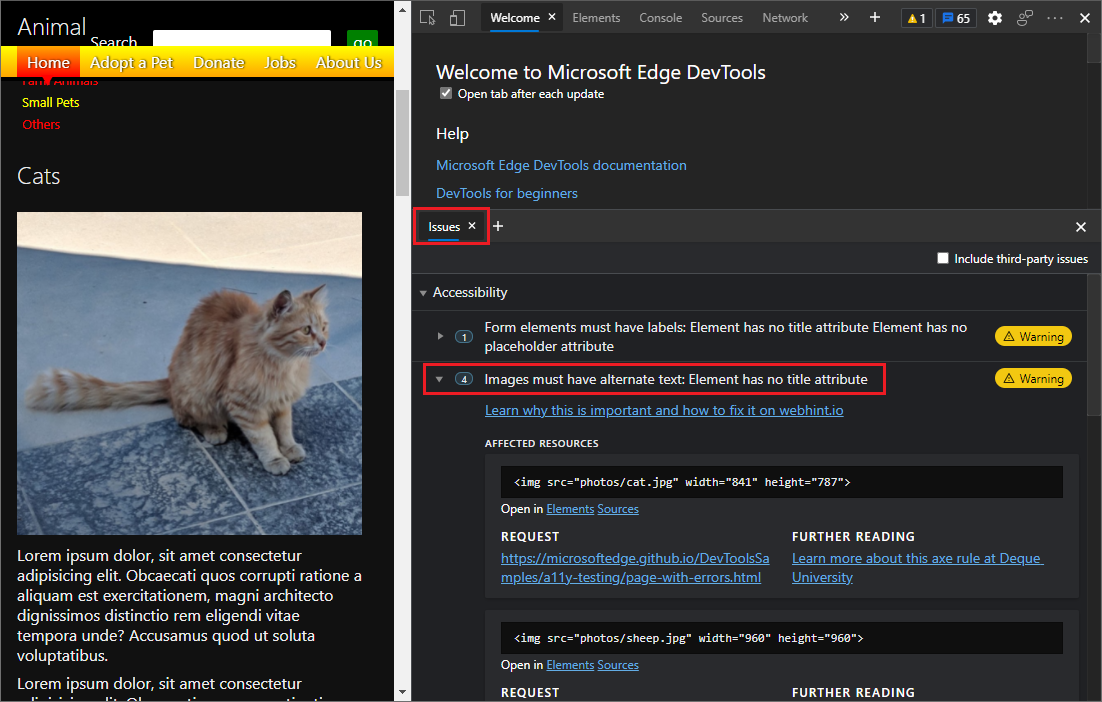 Animal
Search
go
Home Adopt a Pet Donate Jobs About Us
Farm Animals
Small Pets
Others
Cats
Lorem ipsum dolor, sit amet consectetur
adipisicing elit. Obcaecati quos corrupti ratione a
aliquam est exercitationem, magni architecto
dignissimos distinctio rem eligendi vitae
tempora unde? Accusamus quod ut soluta
voluptatibus.
Lorem ipsum dolor, sit amet consectetur
Welcome × Elements Console Sources Network » + 1 65
Welcome to Microsoft Edge DevTools
Open tab after each update
Help
Microsoft Edge DevTools documentation
DevTools for beginners
Issues × +
Include third-party issues
Accessibility
1 Form elements must have labels: Element has no title attribute Element has no
placeholder attribute
Warning
4 Images must have alternate text: Element has no title attribute
Warning
Learn why this is important and how to fix it on webhint.io
AFFECTED RESOURCES
<img src="photos/cat.jpg" width="841" height="787">
Open in Elements Sources
REQUEST
https://microsoftedge.github.io/DevToolsSa
mples/a11y-testing/page-with-errors.html
FURTHER READING
Learn more about this axe rule at Deque
University
<img src="photos/sheep.jpg" width="960" height="960">
Open in Elements Sources
REQUEST
FURTHER READING